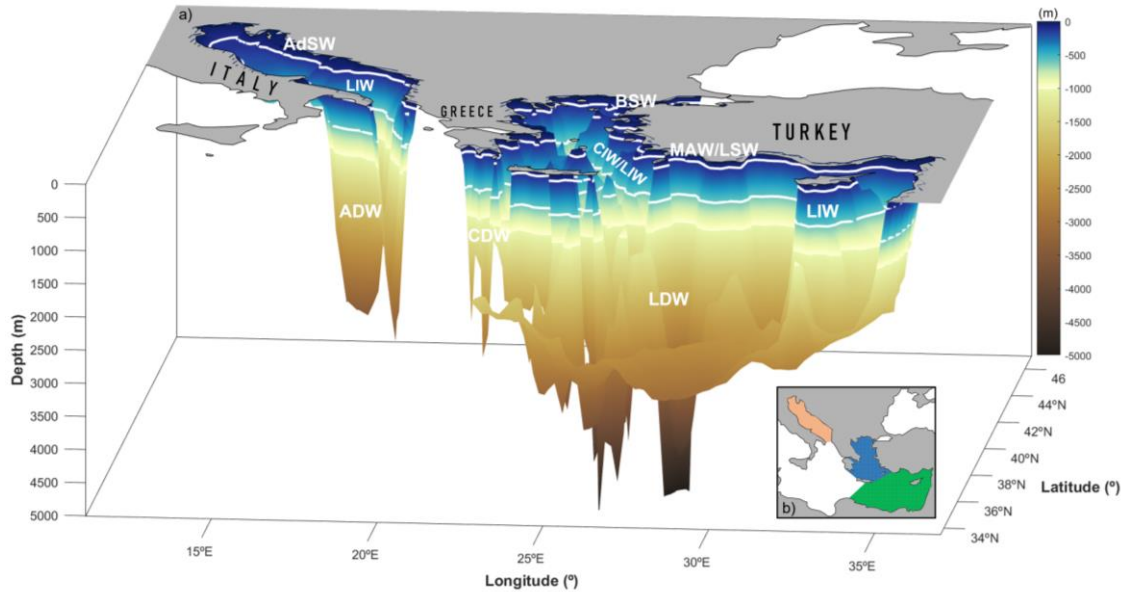 a)
(m)
AdSW
ITALY
LIW
GREECE
BSW
TURKEY
CIW/LIW
MAW/LSW
LIW
ADW
CDW
LDW
0
-500
-1000
-1500
-2000
-2500
-3000
-3500
-4000
-4500
-5000
0
500
1000
1500
2000
2500
3000
3500
4000
4500
5000
Depth (m)
15ºE
20ºE
25ºE
30ºE
35ºE
Longitude (º)
46
44ºN
42ºN
40ºN
38ºN
36ºN
34ºN
Latitude (º)
b)